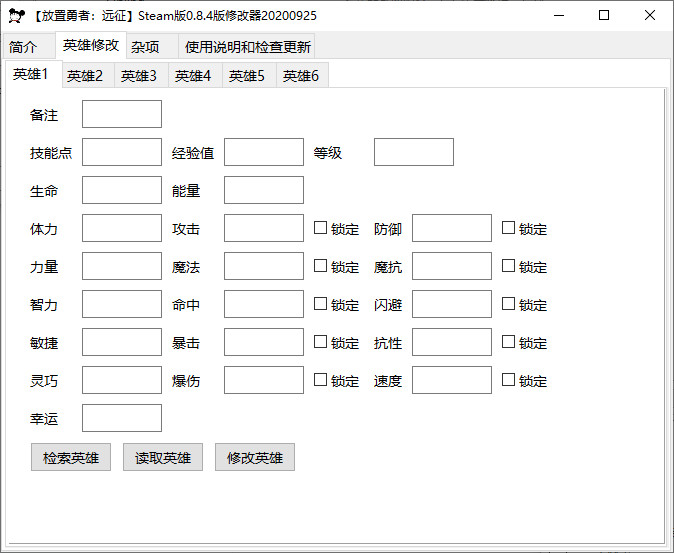 【放置勇者：远征】Steam版0.8.4版修改器20200925
简介 英雄修改 杂项 使用说明和检查更新
英雄1 英雄2 英雄3 英雄4 英雄5 英雄6
备注
技能点 经验值 等级
生命 能量
体力 攻击 锁定 防御 锁定
力量 魔法 锁定 魔抗 锁定
智力 命中 锁定 闪避 锁定
敏捷 暴击 锁定 抗性 锁定
灵巧 爆伤 锁定 速度 锁定
幸运
检索英雄 读取英雄 修改英雄